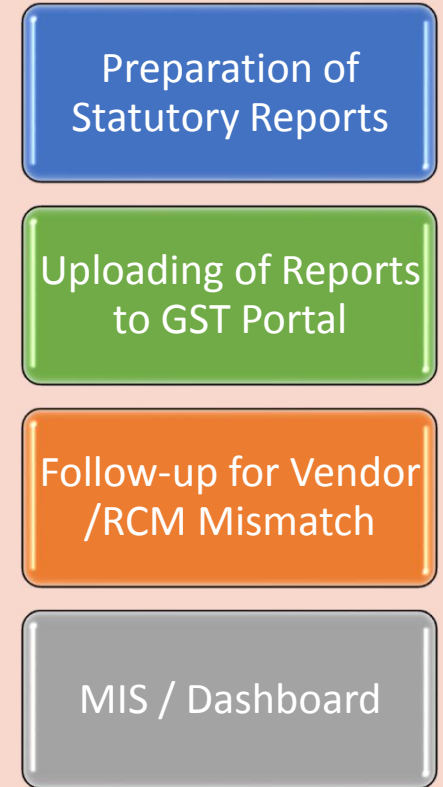 Preparation of
Statutory Reports
Uploading of Reports
to GST Portal
Follow-up for Vendor
/RCM Mismatch
MIS / Dashboard